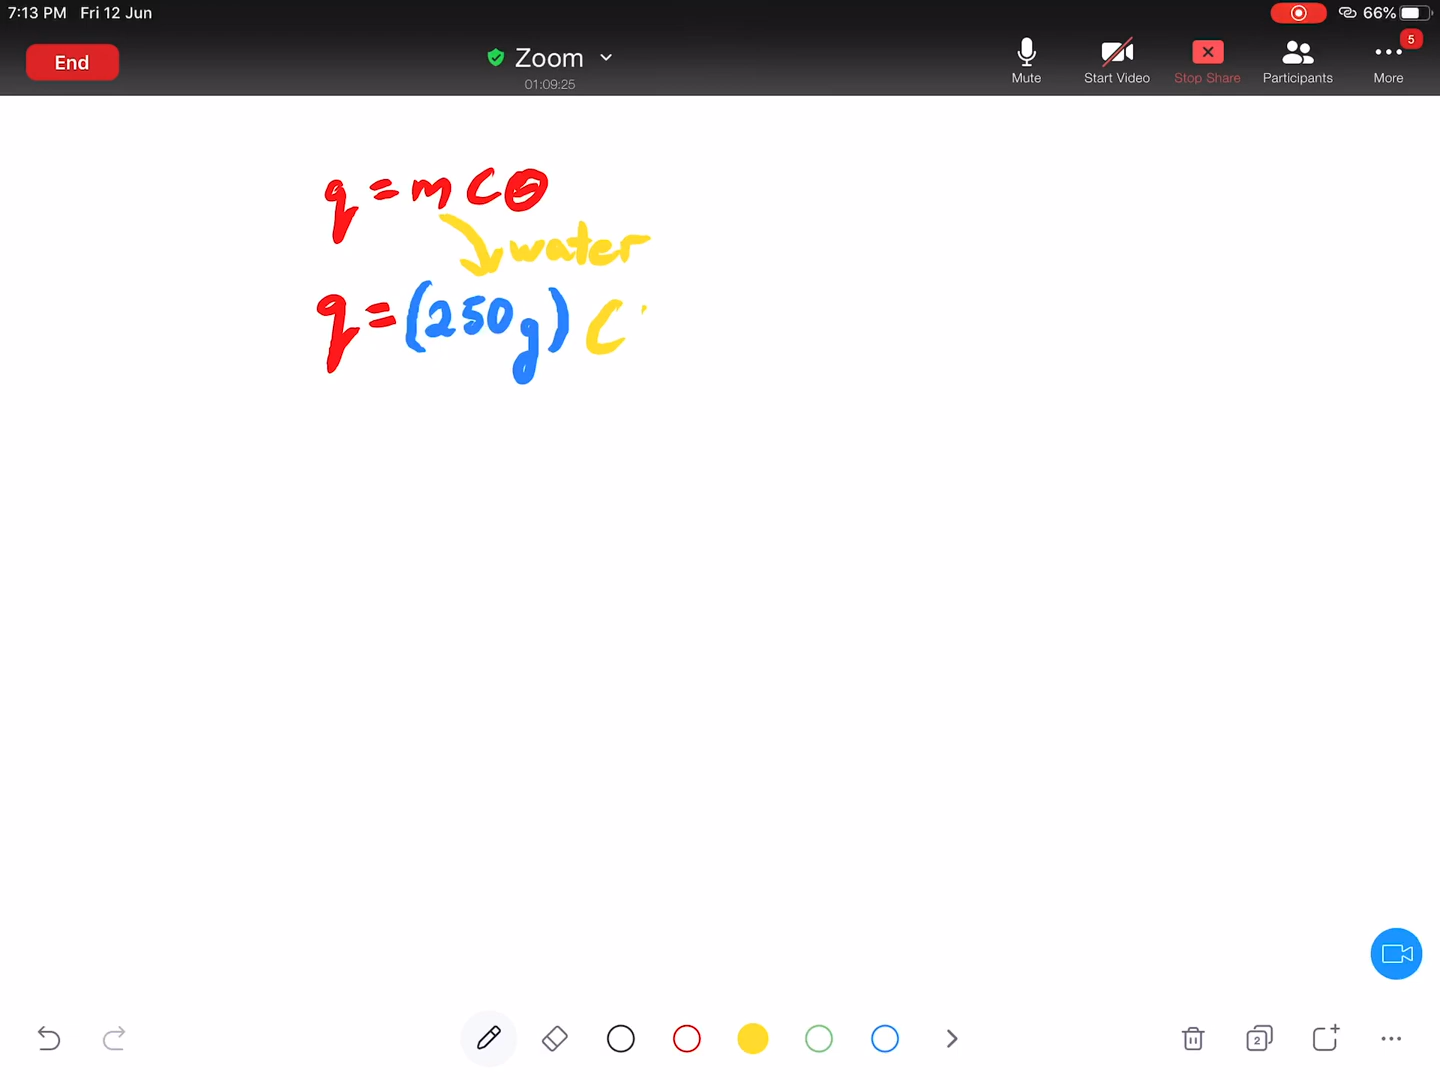 7:13 PM Fri 12 Jun
66%
End
Zoom
01:09:25
Mute
Start Video
Stop Share
Participants
More
5
q = m C θ
water
q = (250g) C
2